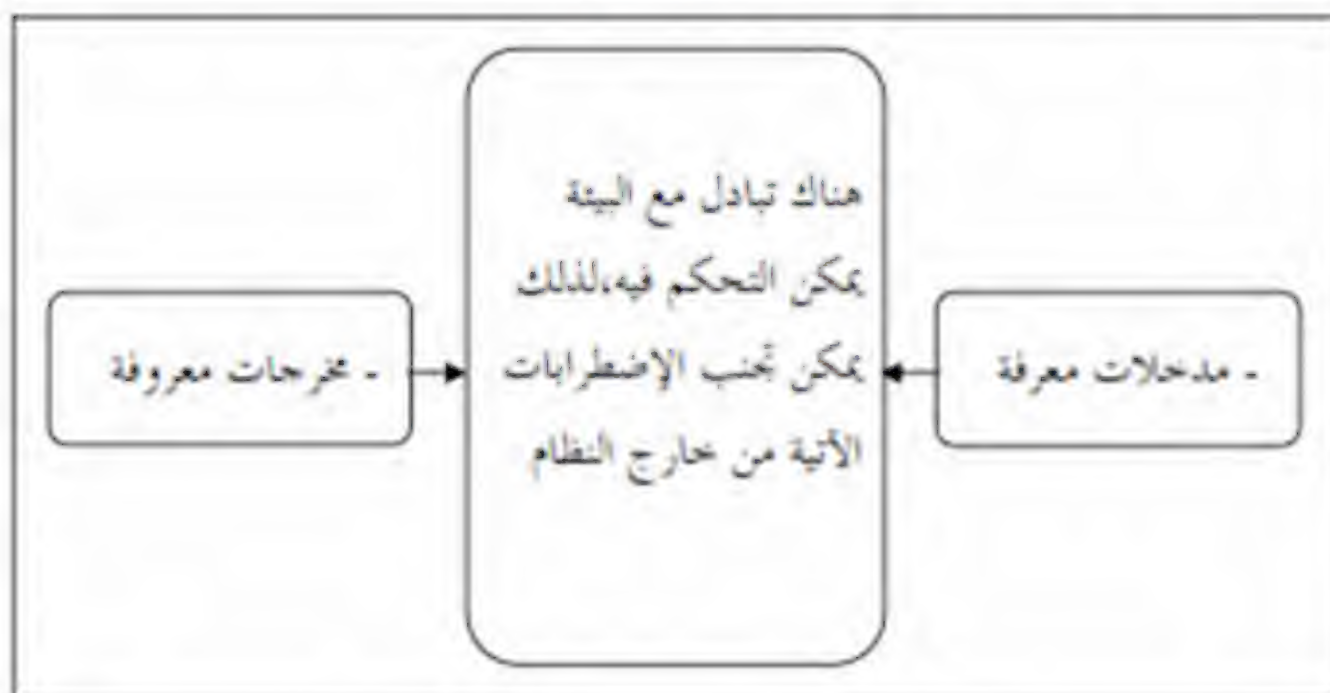 - مدخلات معرفة
هناك تبادل مع البيئة
يمكن التحكم فيه،لذلك
يمكن تجنب الإضطرابات
الآتية من خارج النظام
- مخرجات معروفة